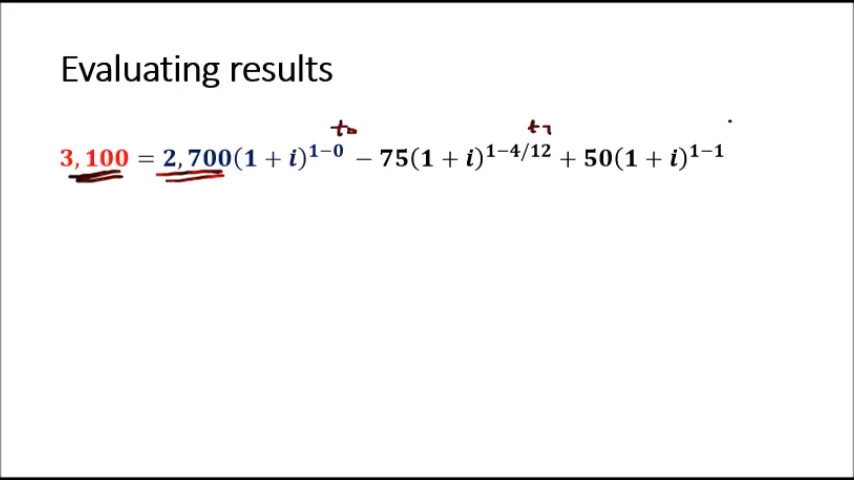 Evaluating results
t₀ t₁
3,100 = 2,700(1 + i)^{1−0} − 75(1 + i)^{1−4/12} + 50(1 + i)^{1−1}